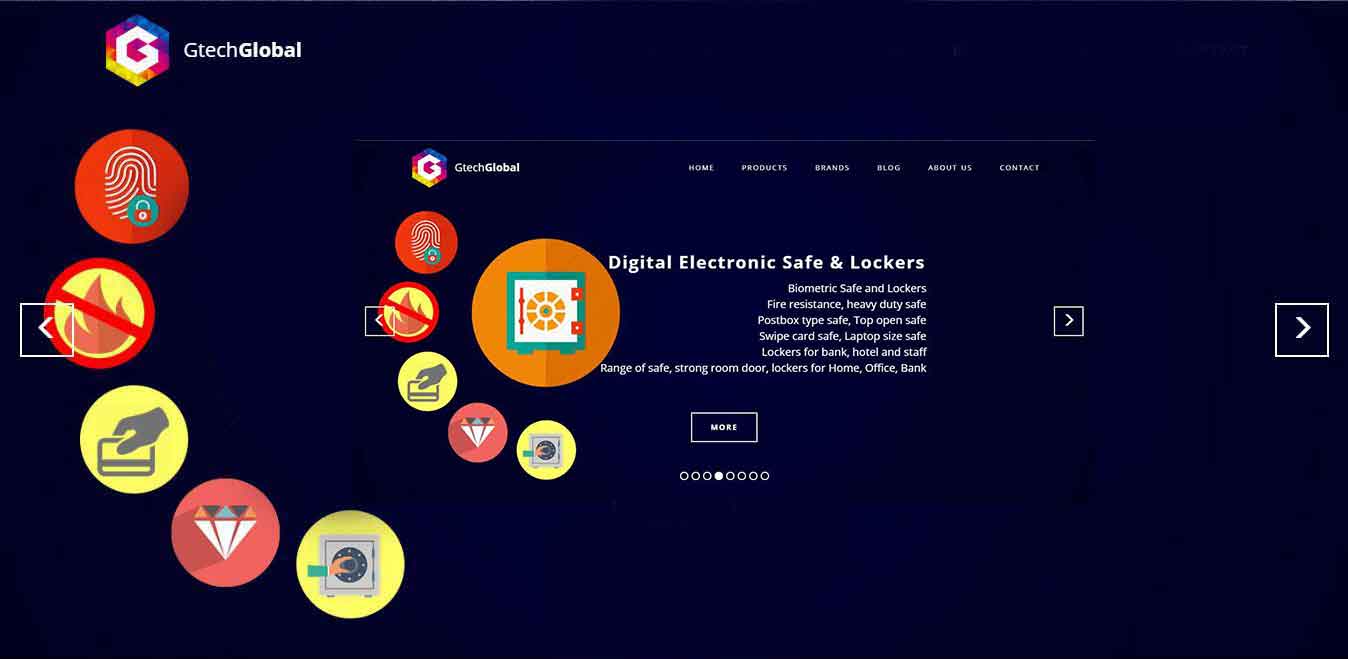 GtechGlobal
GtechGlobal
HOME PRODUCTS BRANDS BLOG ABOUT US CONTACT
Digital Electronic Safe & Lockers
Biometric Safe and Lockers
Fire resistance, heavy duty safe
Postbox type safe, Top open safe
Swipe card safe, Laptop size safe
Lockers for bank, hotel and staff
Range of safe, strong room door, lockers for Home, Office, Bank
MORE